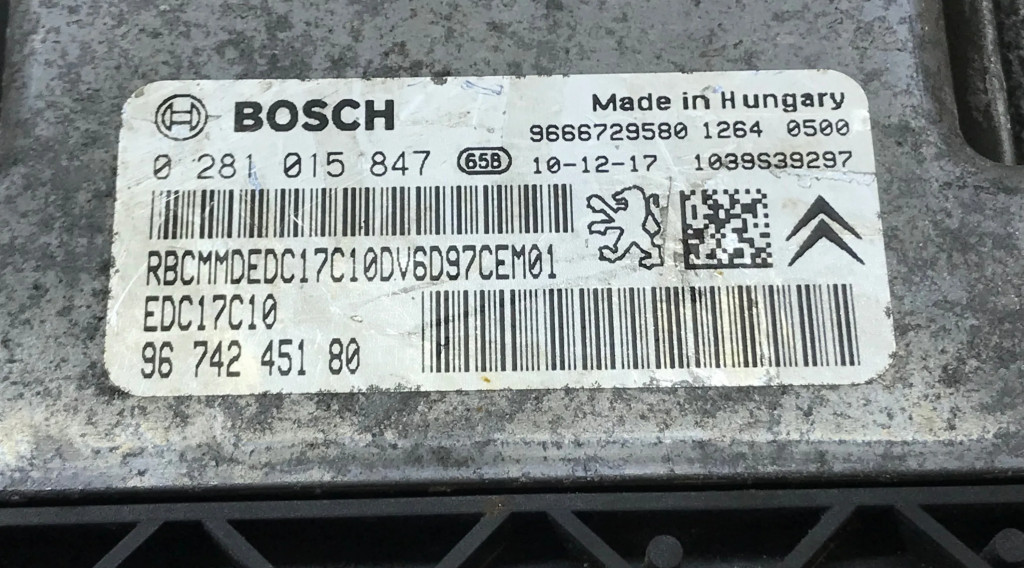 BOSCH
Made in Hungary
9666729580 1264 0500
0 281 015 847 65B 10-12-17 1039S39297
RBCMMDEDC17C10DV6D97CEM01
EDC17C10
96 742 451 80